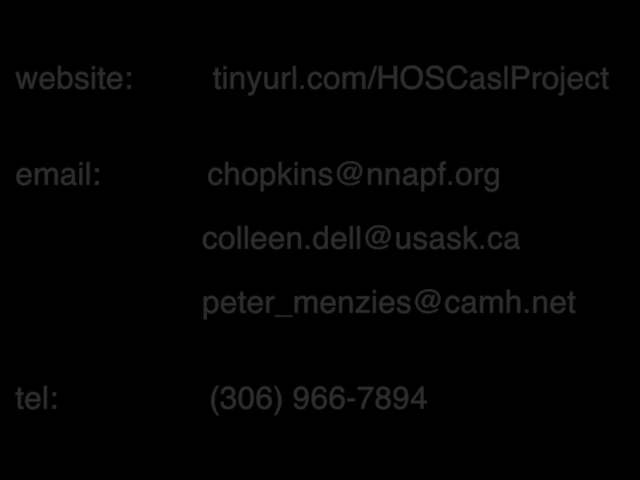 website: tinyurl.com/HOSCaslProject
email: chopkins@nnapf.org
colleen.dell@usask.ca
peter_menzies@camh.net
tel: (306) 966-7894